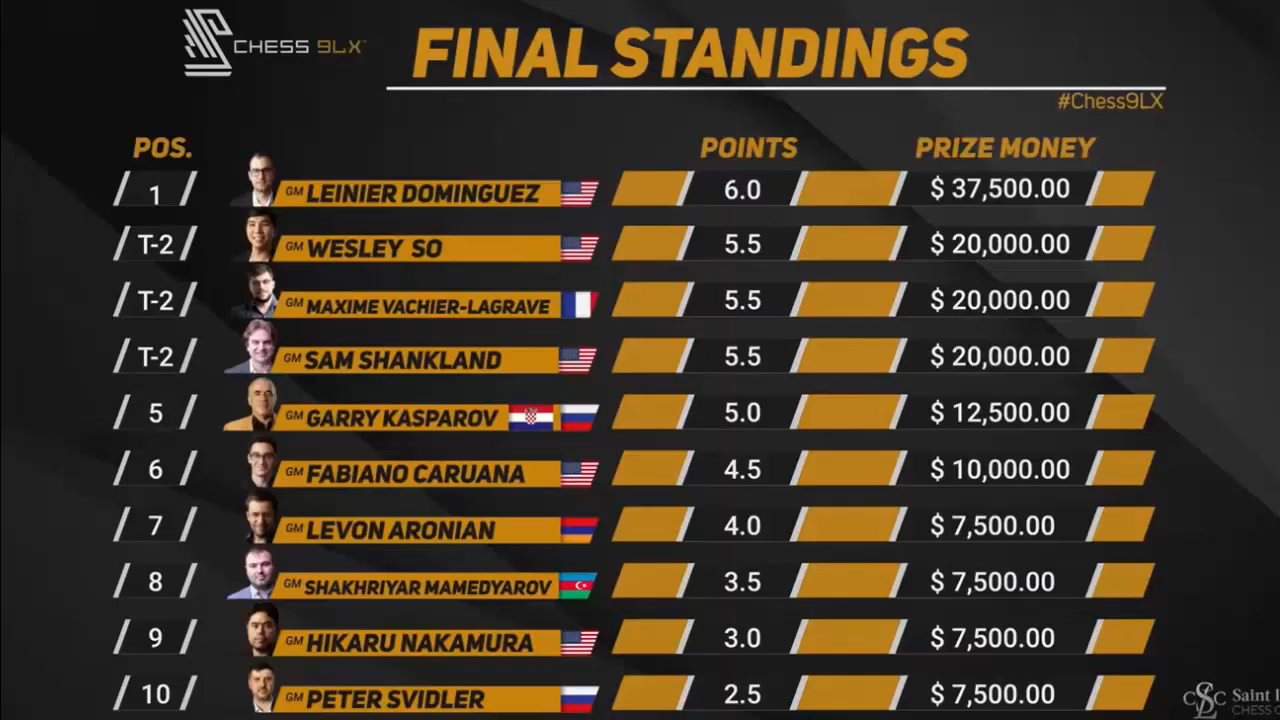 CHESS 9LX™
FINAL STANDINGS
#Chess9LX
POS. POINTS PRIZE MONEY
1 GM LEINIER DOMINGUEZ 6.0 $ 37,500.00
T-2 GM WESLEY SO 5.5 $ 20,000.00
T-2 GM MAXIME VACHIER-LAGRAVE 5.5 $ 20,000.00
T-2 GM SAM SHANKLAND 5.5 $ 20,000.00
5 GM GARRY KASPAROV 5.0 $ 12,500.00
6 GM FABIANO CARUANA 4.5 $ 10,000.00
7 GM LEVON ARONIAN 4.0 $ 7,500.00
8 GM SHAKHRIYAR MAMEDYAROV 3.5 $ 7,500.00
9 GM HIKARU NAKAMURA 3.0 $ 7,500.00
10 GM PETER SVIDLER 2.5 $ 7,500.00
Saint
CHESS